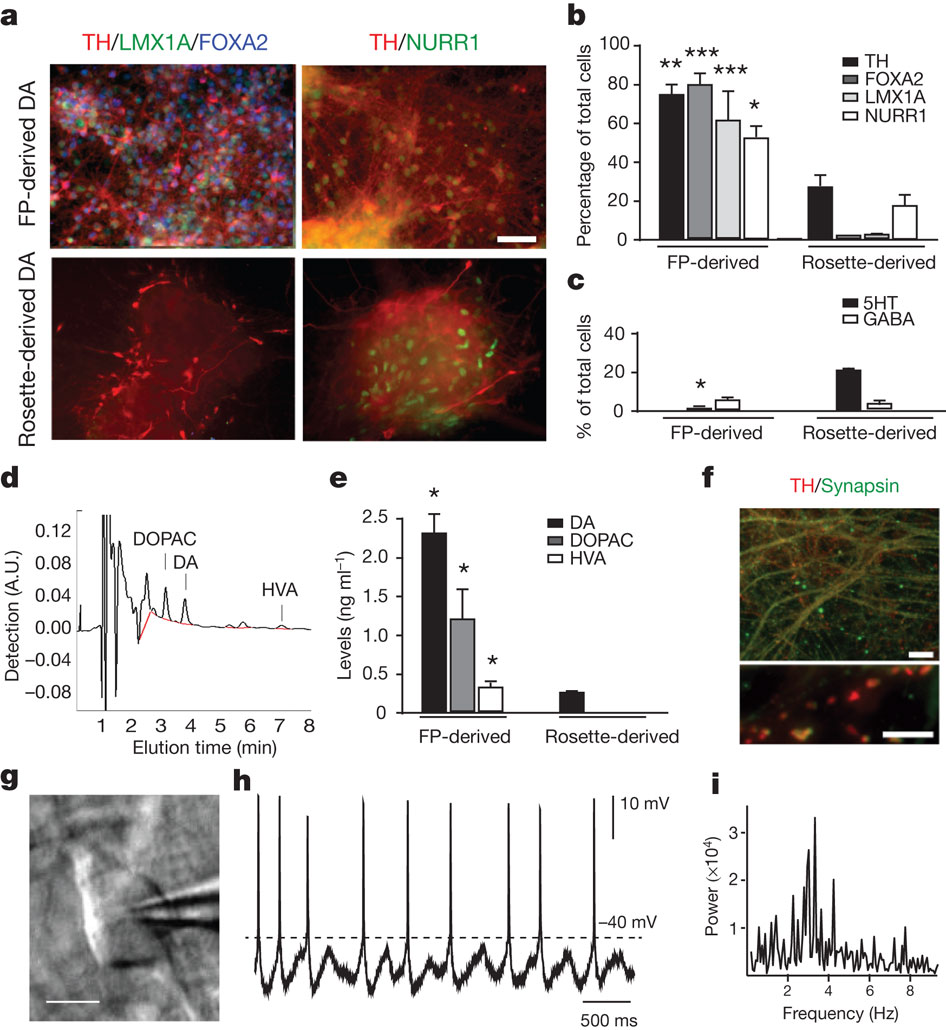 a
TH/LMX1A/FOXA2
TH/NURR1
FP-derived DA
Rosette-derived DA
b
Percentage of total cells
100
80
60
40
20
0
** *** *** *
TH
FOXA2
LMX1A
NURR1
FP-derived
Rosette-derived
c
% of total cells
40
20
0
*
5HT
GABA
FP-derived
Rosette-derived
d
Detection (A.U.)
0.12
0.08
0.04
0.00
−0.04
−0.08
DOPAC
DA
HVA
1 2 3 4 5 6 7 8
Elution time (min)
e
Levels (ng ml⁻¹)
2.5
2.0
1.5
1.0
0.5
0
* * *
DA
DOPAC
HVA
FP-derived
Rosette-derived
f
TH/Synapsin
g
h
10 mV
−40 mV
500 ms
i
Power (×10⁴)
3
2
1
2 4 6 8
Frequency (Hz)